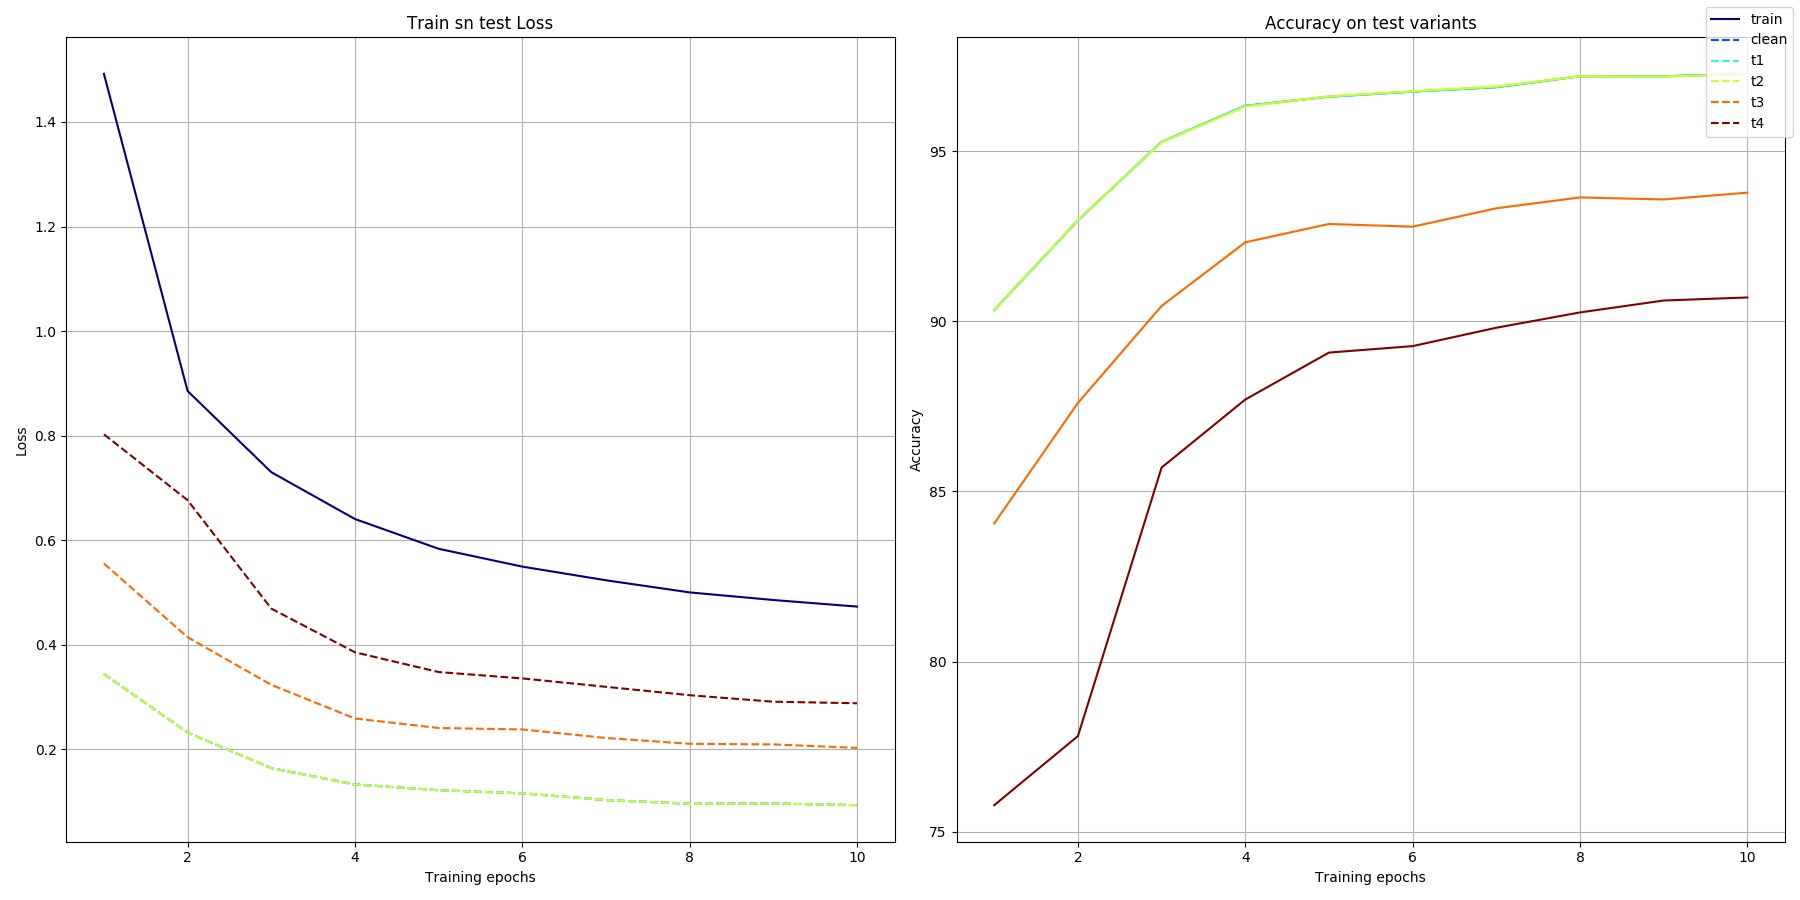 Train sn test Loss
1.4
1.2
1.0
0.8
0.6
0.4
0.2
Loss
2
4
6
8
10
Training epochs
Accuracy on test variants
95
90
85
80
75
Accuracy
2
4
6
8
10
Training epochs
train
clean
t1
t2
t3
t4